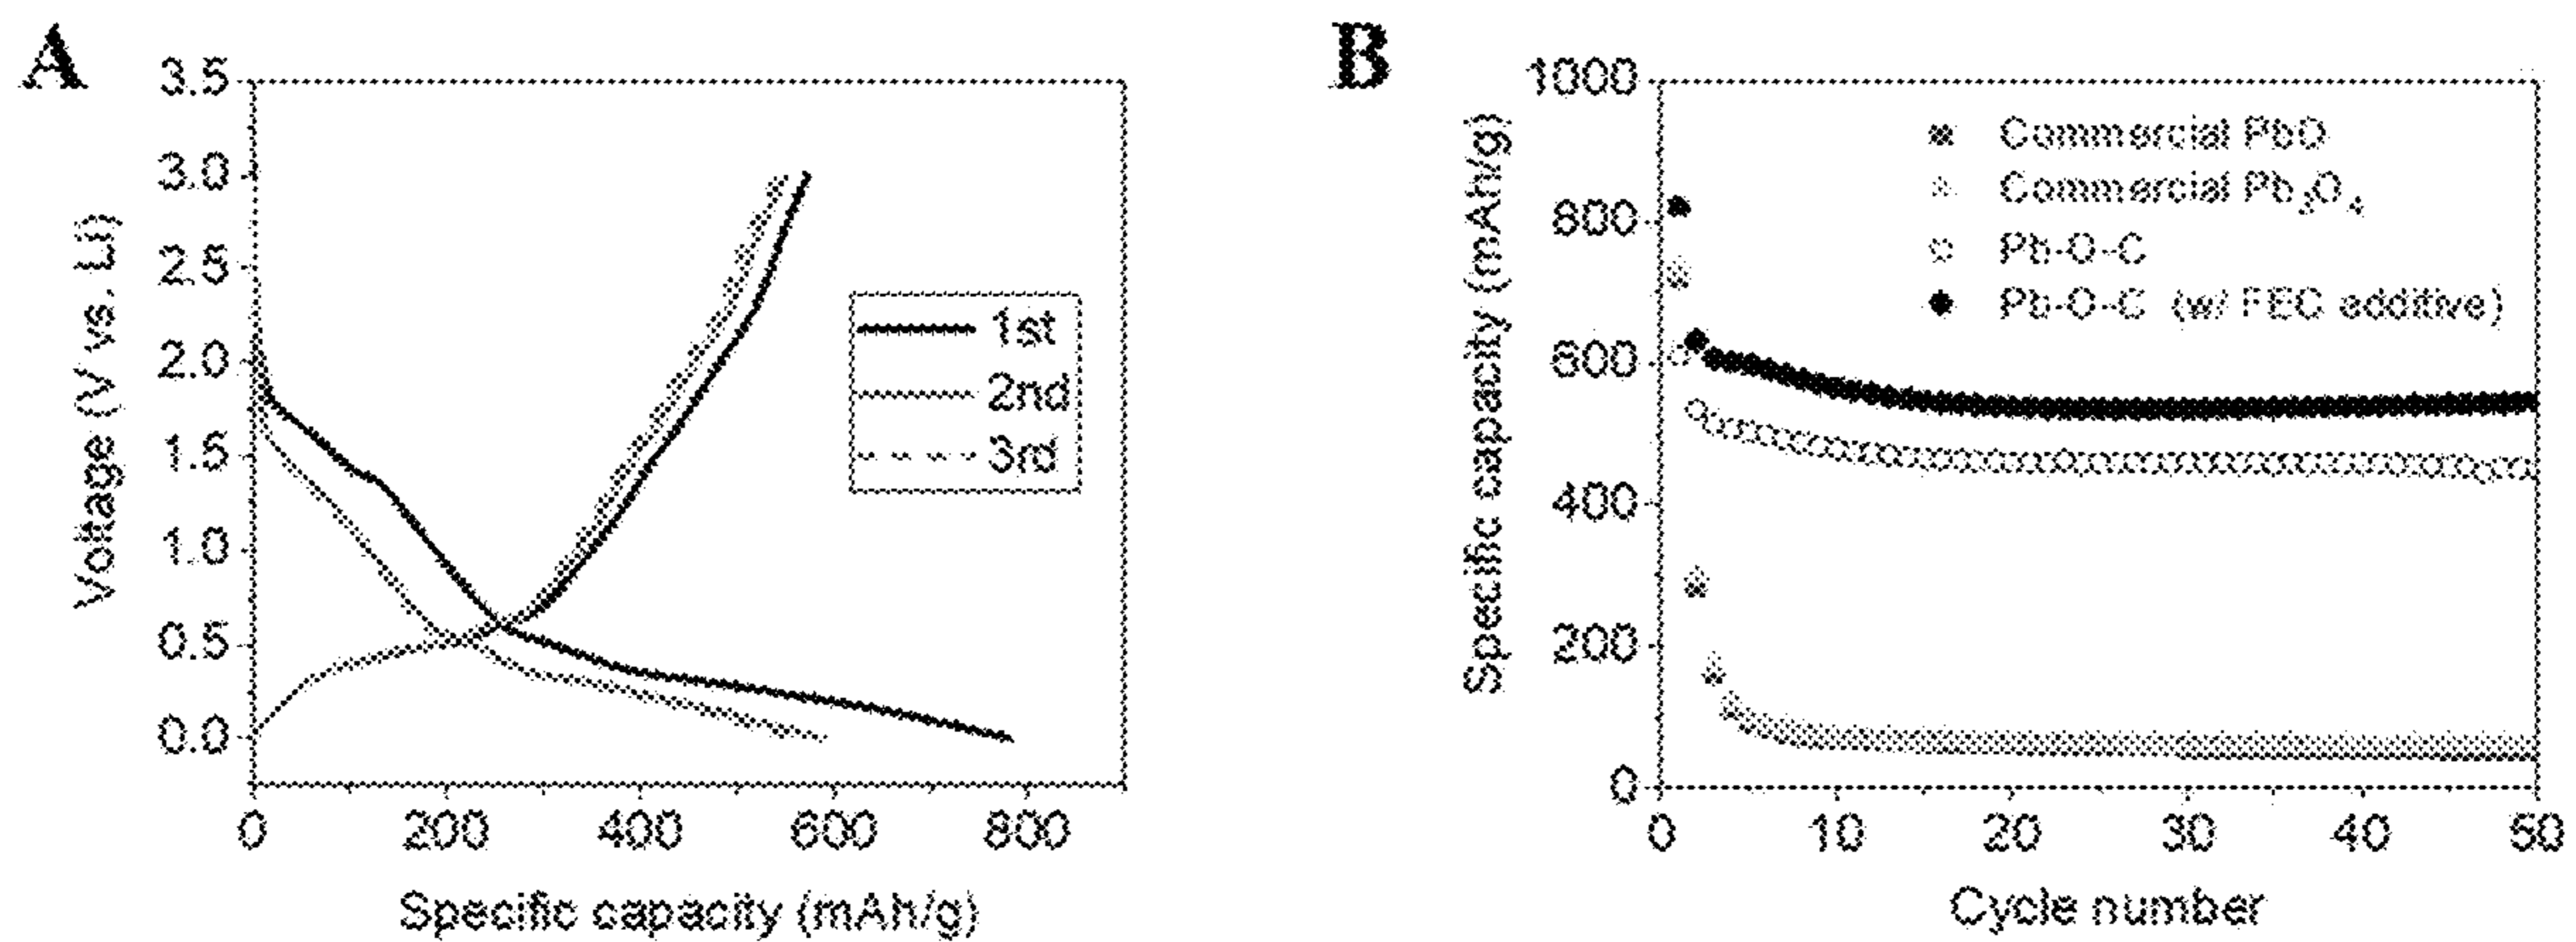 A
3.5
3.0
2.5
2.0
1.5
1.0
0.5
0.0
Voltage (V vs. Li)
1st
2nd
3rd
0 200 400 600 800
Specific capacity (mAh/g)
B
1000
800
600
400
200
0
Specific capacity (mAh/g)
Commercial PbO
Commercial Pb3O4
Pb-O-C
Pb-O-C (w/ FEC additive)
0 10 20 30 40 50
Cycle number